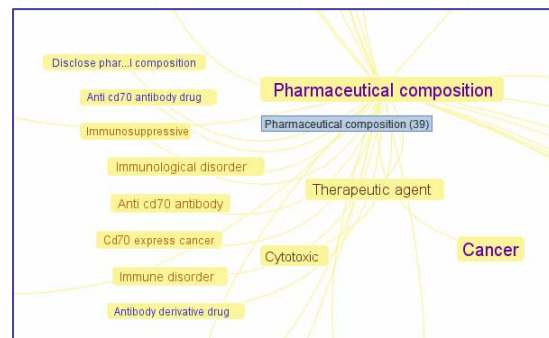 Disclose phar...l composition
Pharmaceutical composition
Anti cd70 antibody drug
Pharmaceutical composition (39)
Immunosuppressive
Immunological disorder
Therapeutic agent
Anti cd70 antibody
Cd70 express cancer
Cytotoxic
Cancer
Immune disorder
Antibody derivative drug